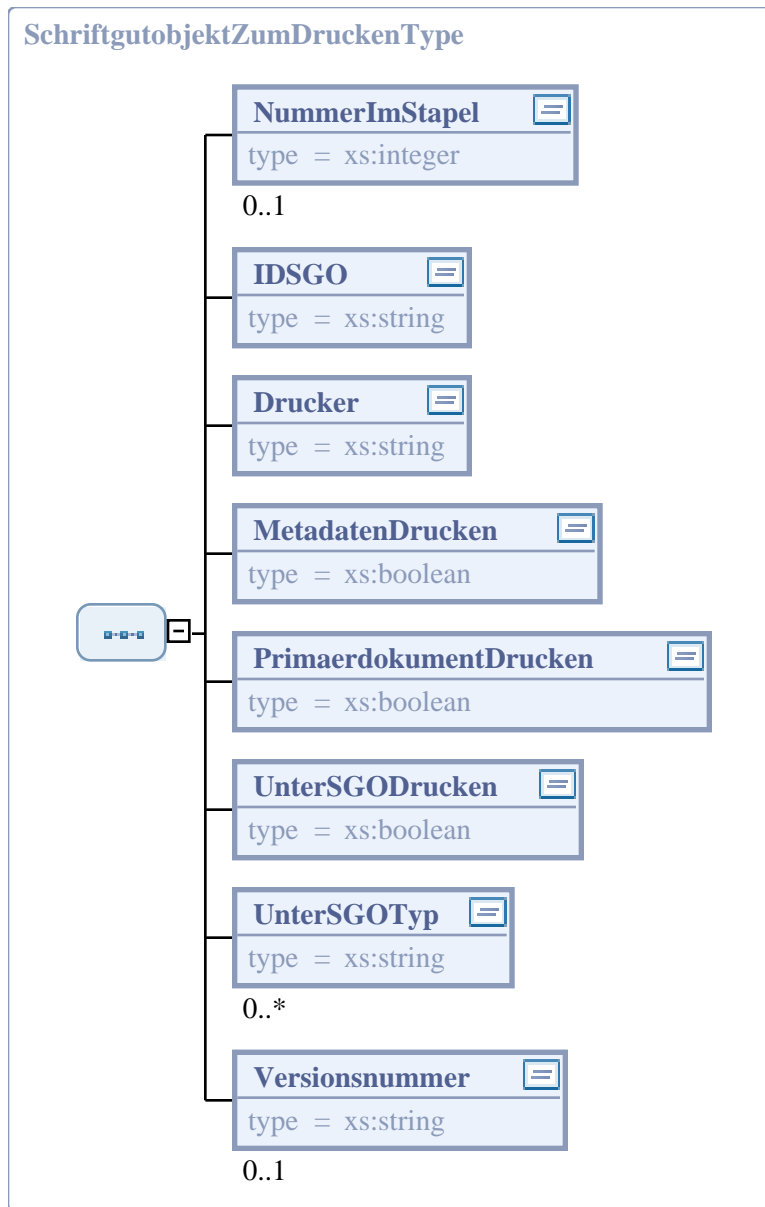 SchriftgutobjektZumDruckenType
NummerImStapel
type = xs:integer
0..1
IDSGO
type = xs:string
Drucker
type = xs:string
MetadatenDrucken
type = xs:boolean
PrimaerdokumentDrucken
type = xs:boolean
UnterSGODrucken
type = xs:boolean
UnterSGOTyp
type = xs:string
0..*
Versionsnummer
type = xs:string
0..1